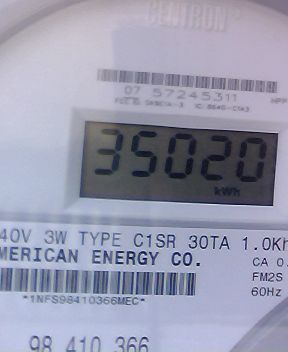 CENTRON
07 57245311
35020
kWh
40V 3W TYPE C1SR 30TA 1.0Kh
MERICAN ENERGY CO.
CA 0.
FM2S
*1NFS98410366MEC*
60Hz
98 410 366